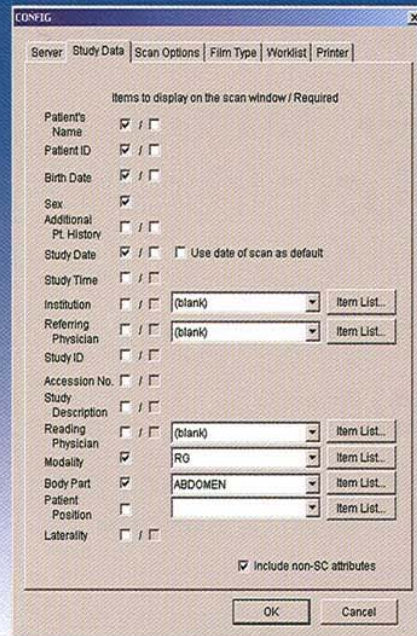 CONFIG
Server Study Data Scan Options Film Type Worklist Printer
Items to display on the scan window / Required
Patient's Name /
Patient ID /
Birth Date /
Sex
Additional Pt. History /
Study Date / Use date of scan as default
Study Time /
Institution / (blank) Item List...
Referring Physician / (blank) Item List...
Study ID /
Accession No. /
Study Description /
Reading Physician / (blank) Item List...
Modality RG Item List...
Body Part ABDOMEN Item List...
Patient Position Item List...
Laterality /
Include non-SC attributes
OK Cancel